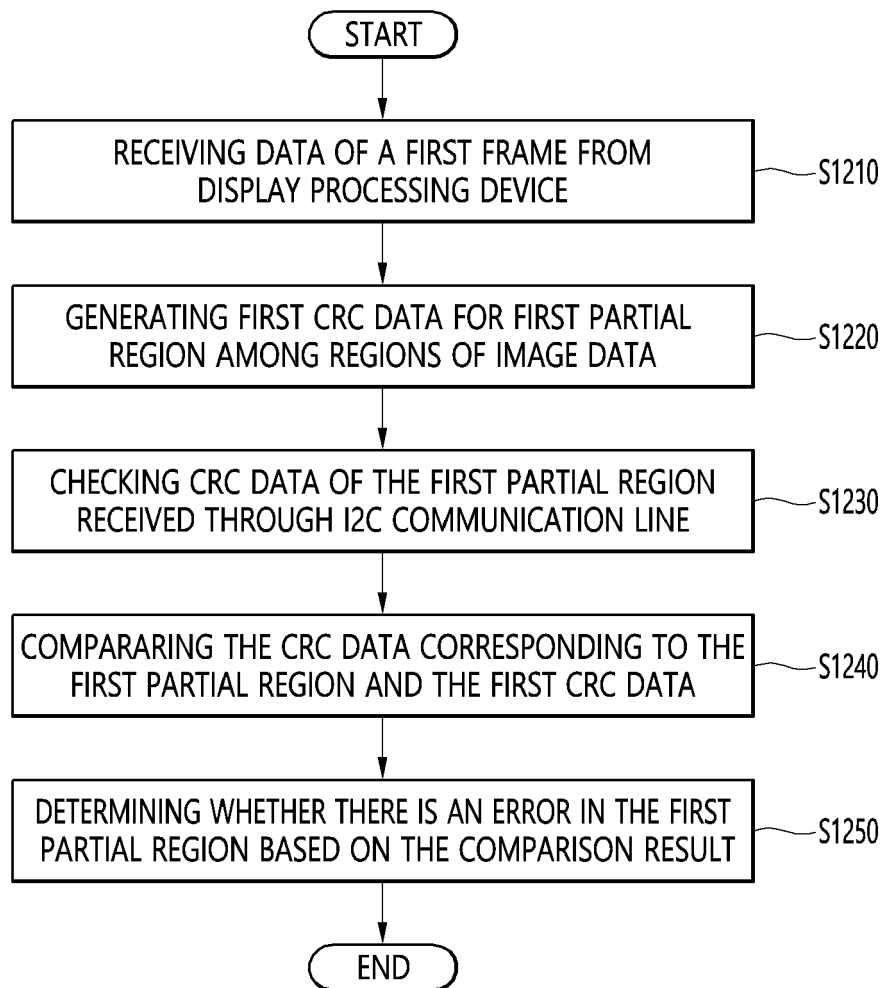 START
RECEIVING DATA OF A FIRST FRAME FROM
DISPLAY PROCESSING DEVICE
S1210
GENERATING FIRST CRC DATA FOR FIRST PARTIAL
REGION AMONG REGIONS OF IMAGE DATA
S1220
CHECKING CRC DATA OF THE FIRST PARTIAL REGION
RECEIVED THROUGH I2C COMMUNICATION LINE
S1230
COMPARARING THE CRC DATA CORRESPONDING TO THE
FIRST PARTIAL REGION AND THE FIRST CRC DATA
S1240
DETERMINING WHETHER THERE IS AN ERROR IN THE FIRST
PARTIAL REGION BASED ON THE COMPARISON RESULT
S1250
END